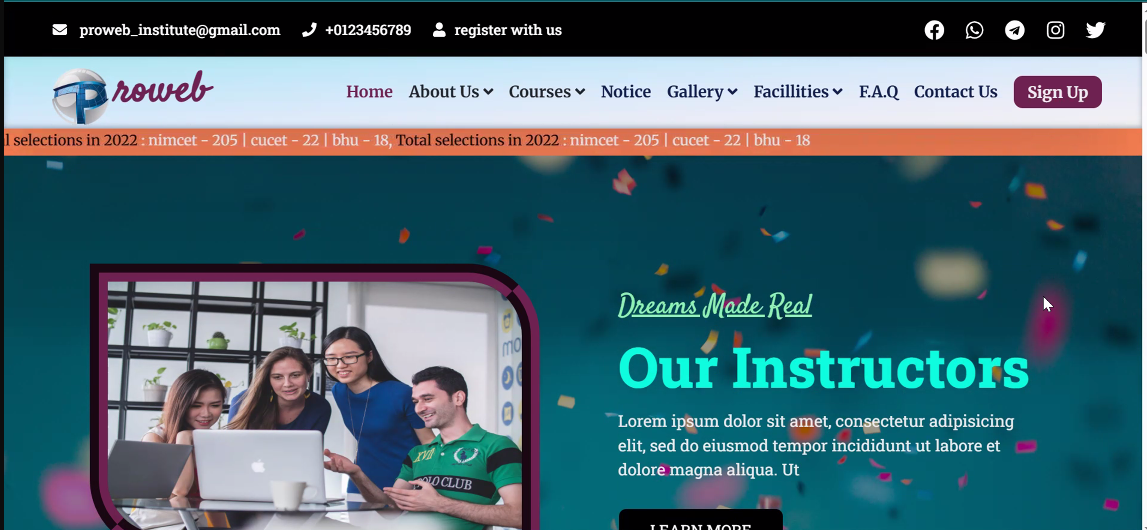 proweb_institute@gmail.com +0123456789 register with us
Proweb Home About Us Courses Notice Gallery Facillities F.A.Q Contact Us Sign Up
l selections in 2022 : nimcet - 205 | cucet - 22 | bhu - 18, Total selections in 2022 : nimcet - 205 | cucet - 22 | bhu - 18
Dreams Made Real
Our Instructors
Lorem ipsum dolor sit amet, consectetur adipisicing
elit, sed do eiusmod tempor incididunt ut labore et
dolore magna aliqua. Ut
POLO CLUB
LEARN MORE